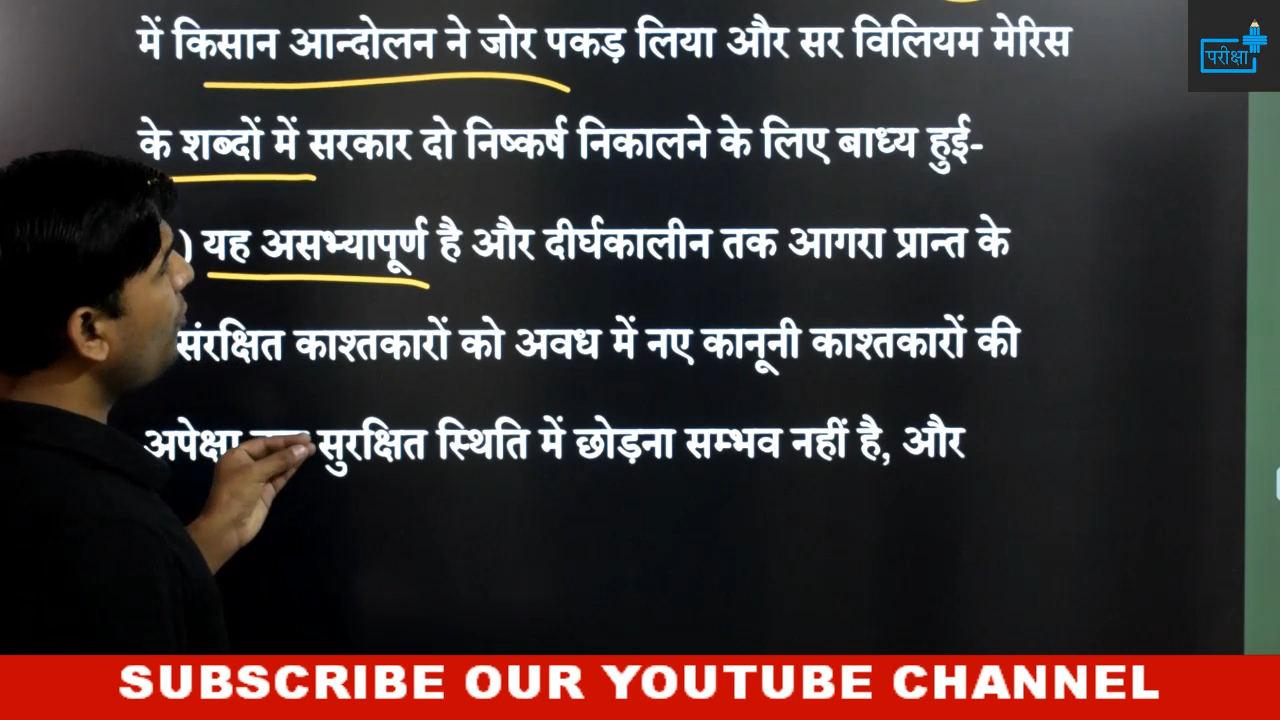 परीक्षा
में किसान आन्दोलन ने जोर पकड़ लिया और सर विलियम मेरिस
के शब्दों में सरकार दो निष्कर्ष निकालने के लिए बाध्य हुई-
) यह असभ्यापूर्ण है और दीर्घकालीन तक आगरा प्रान्त के
संरक्षित काश्तकारों को अवध में नए कानूनी काश्तकारों की
अपेक्षा सुरक्षित स्थिति में छोड़ना सम्भव नहीं है, और
SUBSCRIBE OUR YOUTUBE CHANNEL